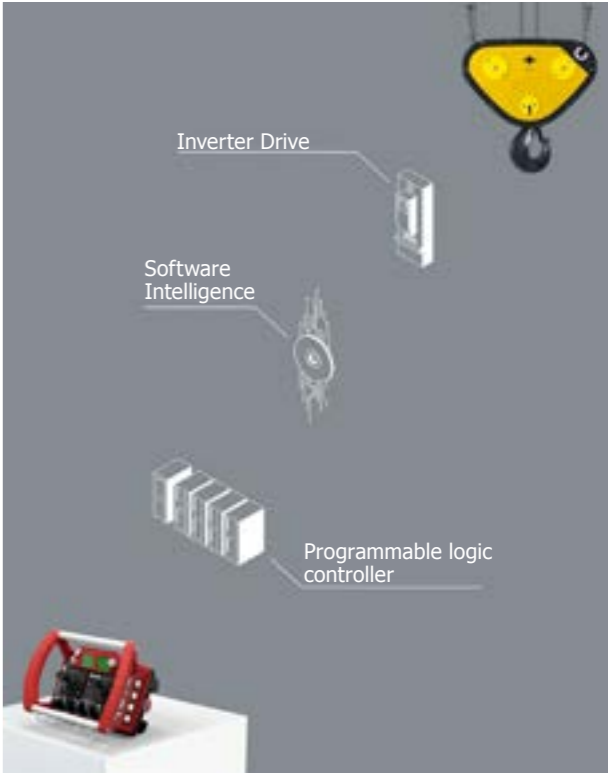 Inverter Drive
Software
Intelligence
Programmable logic
controller